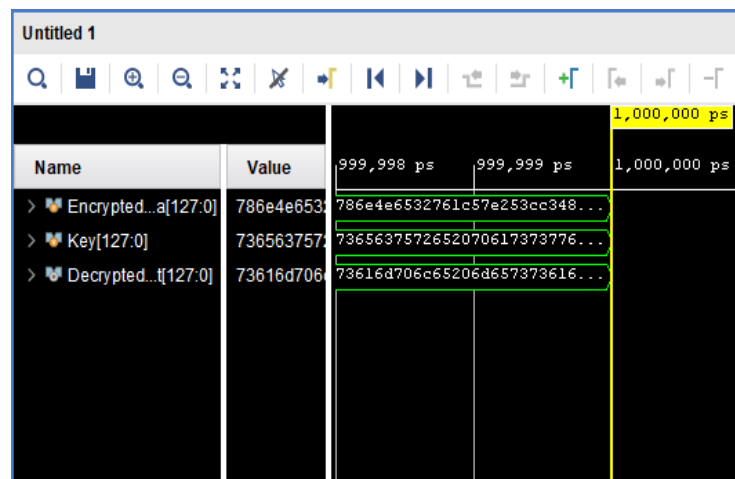 Untitled 1
1,000,000 ps
Name Value 999,998 ps 999,999 ps 1,000,000 ps
Encrypted...a[127:0] 786e4e6532 786e4e6532761c57e253cc348...
Key[127:0] 736563757 7365637572652070617373776...
Decrypted...t[127:0] 73616d706 73616d706c65206d657373616...